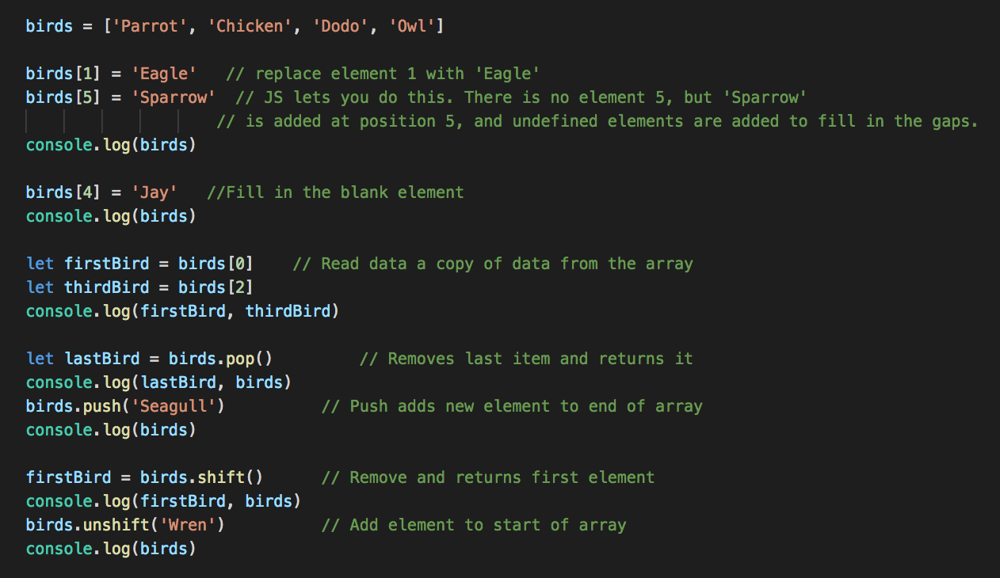 birds = ['Parrot', 'Chicken', 'Dodo', 'Owl']
birds[1] = 'Eagle'   // replace element 1 with 'Eagle'
birds[5] = 'Sparrow'  // JS lets you do this. There is no element 5, but 'Sparrow'
                    // is added at position 5, and undefined elements are added to fill in the gaps.
console.log(birds)
birds[4] = 'Jay'   //Fill in the blank element
console.log(birds)
let firstBird = birds[0]    // Read data a copy of data from the array
let thirdBird = birds[2]
console.log(firstBird, thirdBird)
let lastBird = birds.pop()         // Removes last item and returns it
console.log(lastBird, birds)
birds.push('Seagull')          // Push adds new element to end of array
console.log(birds)
firstBird = birds.shift()      // Remove and returns first element
console.log(firstBird, birds)
birds.unshift('Wren')          // Add element to start of array
console.log(birds)